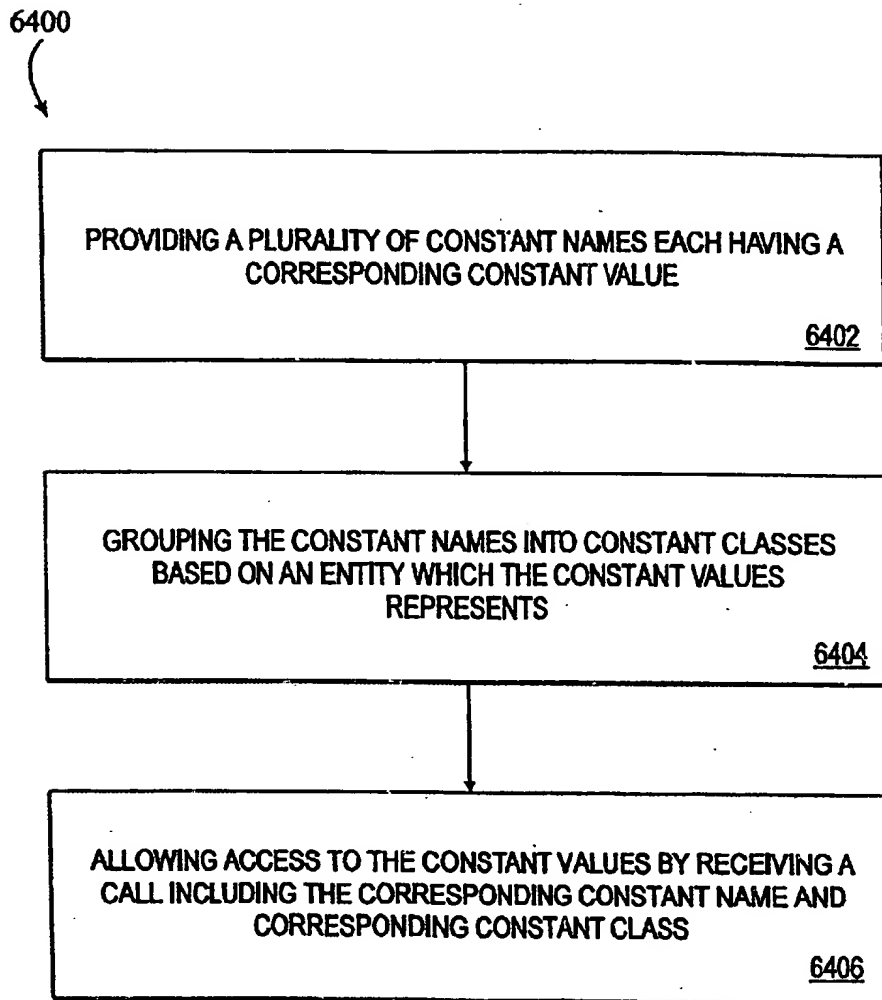 6400
PROVIDING A PLURALITY OF CONSTANT NAMES EACH HAVING A
CORRESPONDING CONSTANT VALUE
6402
GROUPING THE CONSTANT NAMES INTO CONSTANT CLASSES
BASED ON AN ENTITY WHICH THE CONSTANT VALUES
REPRESENTS
6404
ALLOWING ACCESS TO THE CONSTANT VALUES BY RECEIVING A
CALL INCLUDING THE CORRESPONDING CONSTANT NAME AND
CORRESPONDING CONSTANT CLASS
6406